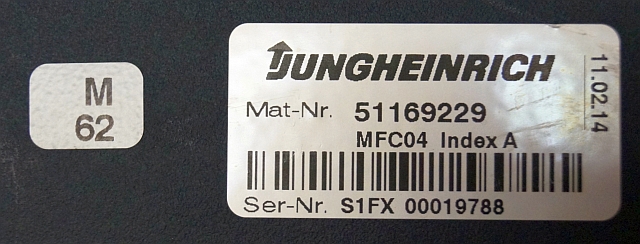 M
62
JUNGHEINRICH
11.02.14
Mat-Nr. 51169229
MFC04 Index A
Ser-Nr. S1FX 00019788